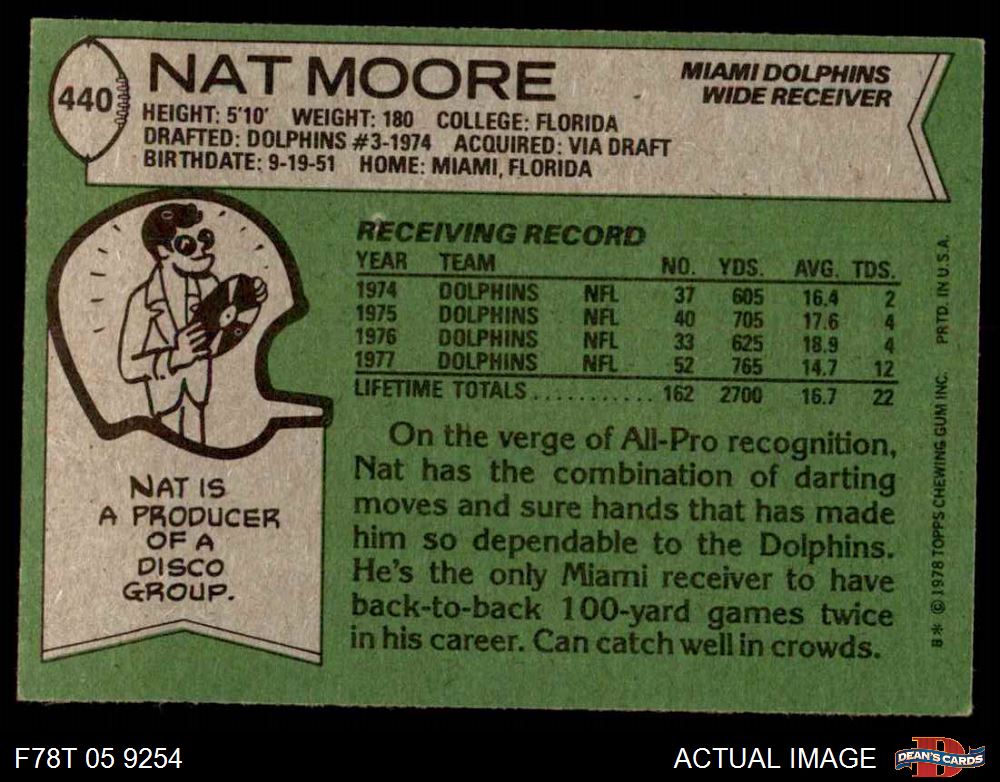 440
NAT MOORE
MIAMI DOLPHINS
WIDE RECEIVER
HEIGHT: 5'10' WEIGHT: 180 COLLEGE: FLORIDA
DRAFTED: DOLPHINS #3-1974 ACQUIRED: VIA DRAFT
BIRTHDATE: 9-19-51 HOME: MIAMI, FLORIDA
RECEIVING RECORD
YEAR TEAM NO. YDS. AVG. TDS.
1974 DOLPHINS NFL 37 605 16.4 2
1975 DOLPHINS NFL 40 705 17.6 4
1976 DOLPHINS NFL 33 625 18.9 4
1977 DOLPHINS NFL 52 765 14.7 12
LIFETIME TOTALS........... 162 2700 16.7 22
On the verge of All-Pro recognition,
Nat has the combination of darting
moves and sure hands that has made
him so dependable to the Dolphins.
He's the only Miami receiver to have
back-to-back 100-yard games twice
in his career. Can catch well in crowds.
NAT IS
A PRODUCER
OF A
DISCO
GROUP.
B* © 1978 TOPPS CHEWING GUM INC. PRTD. IN U.S.A.
F78T 05 9254
ACTUAL IMAGE
D
DEAN'S CARDS